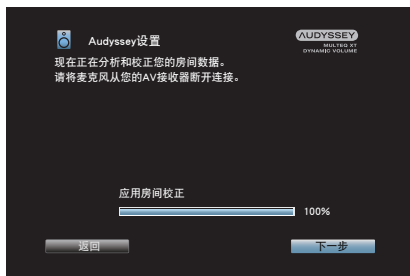 Audyssey设置
AUDYSSEY
MULTEQ XT
DYNAMIC VOLUME
现在正在分析和校正您的房间数据。
请将麦克风从您的AV接收器断开连接。
应用房间校正
100%
返回
下一步